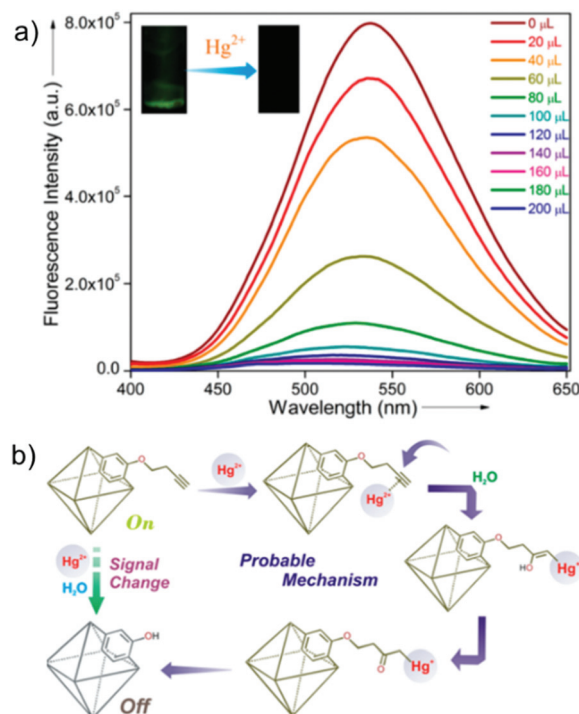 a)
Fluorescence Intensity (a.u.)
8.0x10⁵
6.0x10⁵
4.0x10⁵
2.0x10⁵
0.0
Hg²⁺
0 µL
20 µL
40 µL
60 µL
80 µL
100 µL
120 µL
140 µL
160 µL
180 µL
200 µL
400 450 500 550 600 650
Wavelength (nm)
b)
O
Hg²⁺
O
Hg²⁺
H₂O
On
Hg²⁺
H₂O
Signal
Change
Probable
Mechanism
O
HO
Hg⁺
OH
O
O
Hg⁺
Off